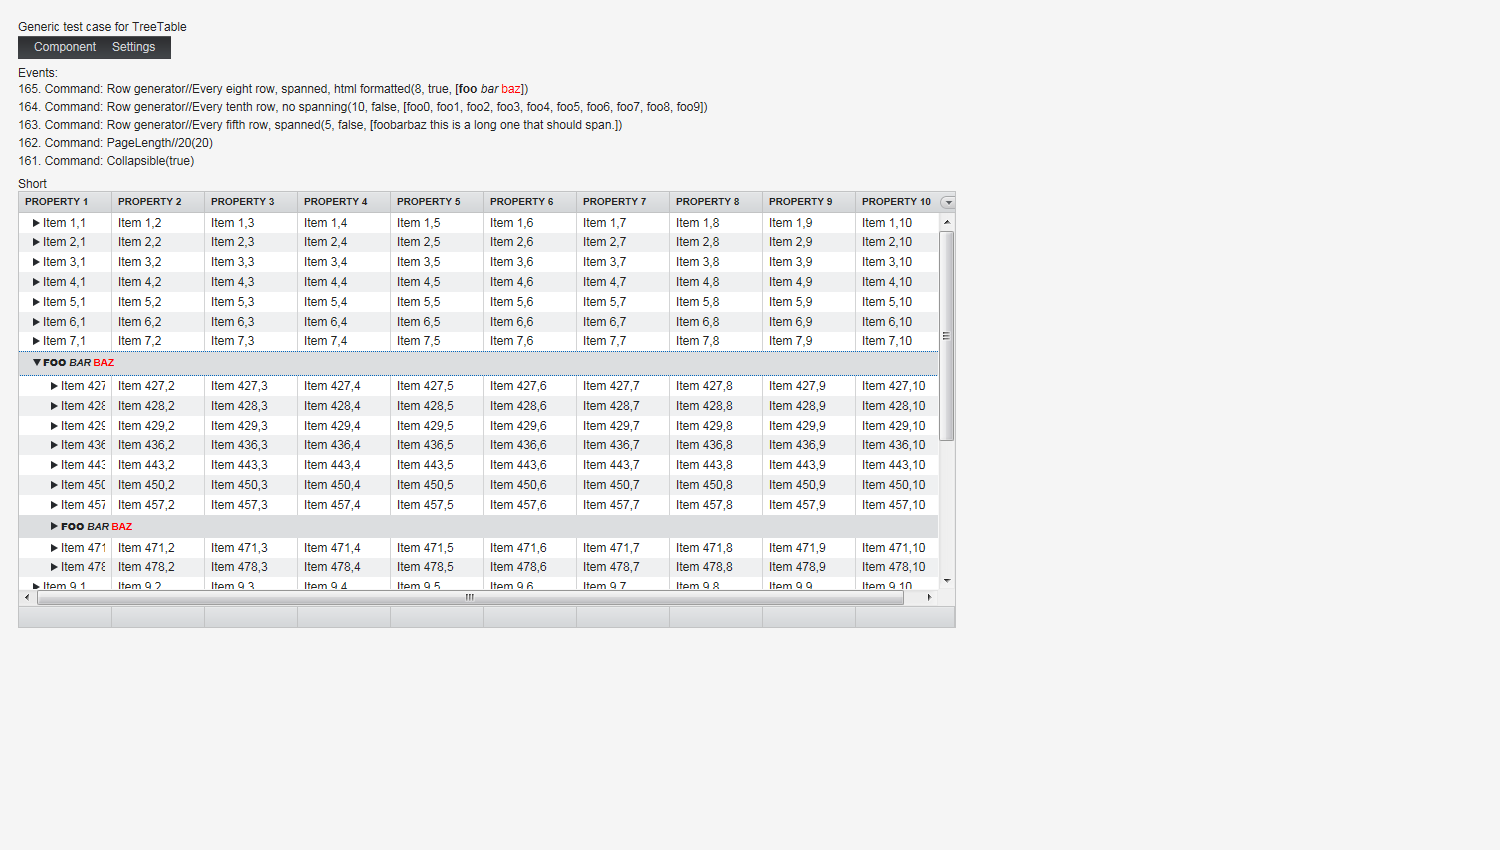 Generic test case for TreeTable
Component Settings
Events:
165. Command: Row generator//Every eight row, spanned, html formatted(8, true, [foo bar baz])
164. Command: Row generator//Every tenth row, no spanning(10, false, [foo0, foo1, foo2, foo3, foo4, foo5, foo6, foo7, foo8, foo9])
163. Command: Row generator//Every fifth row, spanned(5, false, [foobarbaz this is a long one that should span.])
162. Command: PageLength//20(20)
161. Command: Collapsible(true)
Short
PROPERTY 1 PROPERTY 2 PROPERTY 3 PROPERTY 4 PROPERTY 5 PROPERTY 6 PROPERTY 7 PROPERTY 8 PROPERTY 9 PROPERTY 10
Item 1,1 Item 1,2 Item 1,3 Item 1,4 Item 1,5 Item 1,6 Item 1,7 Item 1,8 Item 1,9 Item 1,10
Item 2,1 Item 2,2 Item 2,3 Item 2,4 Item 2,5 Item 2,6 Item 2,7 Item 2,8 Item 2,9 Item 2,10
Item 3,1 Item 3,2 Item 3,3 Item 3,4 Item 3,5 Item 3,6 Item 3,7 Item 3,8 Item 3,9 Item 3,10
Item 4,1 Item 4,2 Item 4,3 Item 4,4 Item 4,5 Item 4,6 Item 4,7 Item 4,8 Item 4,9 Item 4,10
Item 5,1 Item 5,2 Item 5,3 Item 5,4 Item 5,5 Item 5,6 Item 5,7 Item 5,8 Item 5,9 Item 5,10
Item 6,1 Item 6,2 Item 6,3 Item 6,4 Item 6,5 Item 6,6 Item 6,7 Item 6,8 Item 6,9 Item 6,10
Item 7,1 Item 7,2 Item 7,3 Item 7,4 Item 7,5 Item 7,6 Item 7,7 Item 7,8 Item 7,9 Item 7,10
FOO BAR BAZ
Item 427 Item 427,2 Item 427,3 Item 427,4 Item 427,5 Item 427,6 Item 427,7 Item 427,8 Item 427,9 Item 427,10
Item 428 Item 428,2 Item 428,3 Item 428,4 Item 428,5 Item 428,6 Item 428,7 Item 428,8 Item 428,9 Item 428,10
Item 429 Item 429,2 Item 429,3 Item 429,4 Item 429,5 Item 429,6 Item 429,7 Item 429,8 Item 429,9 Item 429,10
Item 436 Item 436,2 Item 436,3 Item 436,4 Item 436,5 Item 436,6 Item 436,7 Item 436,8 Item 436,9 Item 436,10
Item 443 Item 443,2 Item 443,3 Item 443,4 Item 443,5 Item 443,6 Item 443,7 Item 443,8 Item 443,9 Item 443,10
Item 450 Item 450,2 Item 450,3 Item 450,4 Item 450,5 Item 450,6 Item 450,7 Item 450,8 Item 450,9 Item 450,10
Item 457 Item 457,2 Item 457,3 Item 457,4 Item 457,5 Item 457,6 Item 457,7 Item 457,8 Item 457,9 Item 457,10
FOO BAR BAZ
Item 471 Item 471,2 Item 471,3 Item 471,4 Item 471,5 Item 471,6 Item 471,7 Item 471,8 Item 471,9 Item 471,10
Item 478 Item 478,2 Item 478,3 Item 478,4 Item 478,5 Item 478,6 Item 478,7 Item 478,8 Item 478,9 Item 478,10
Item 9,1 Item 9,2 Item 9,3 Item 9,4 Item 9,5 Item 9,6 Item 9,7 Item 9,8 Item 9,9 Item 9,10